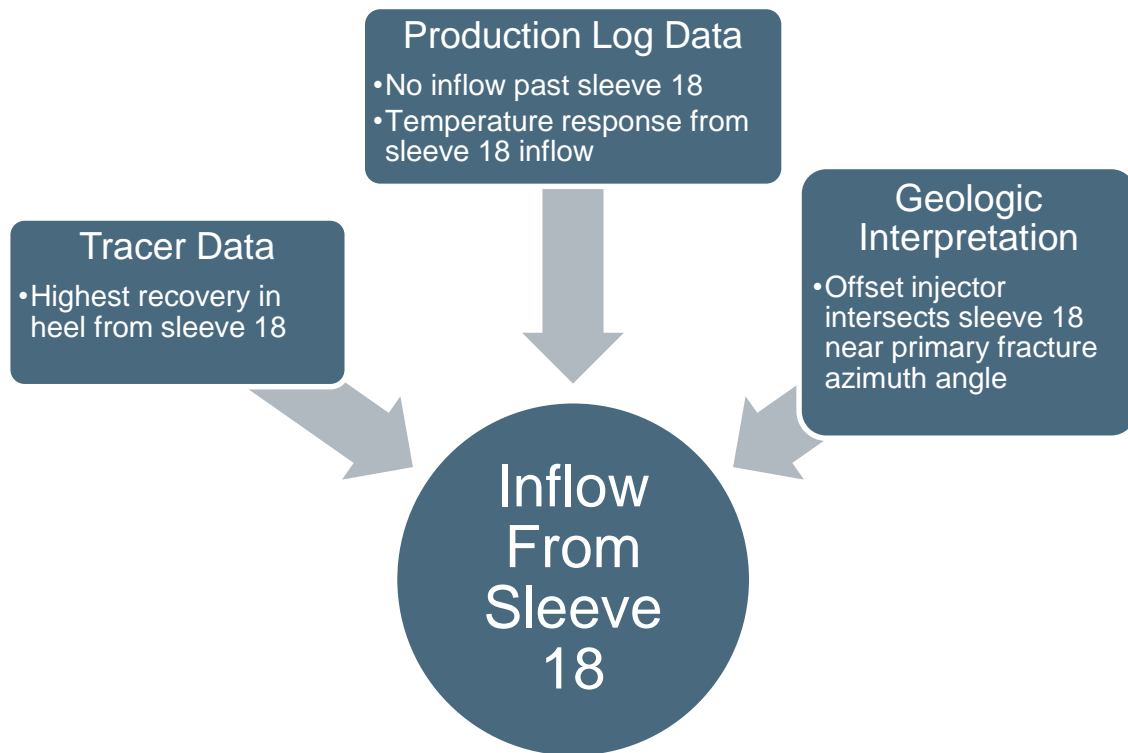 Production Log Data
•No inflow past sleeve 18
•Temperature response from
sleeve 18 inflow
Tracer Data
•Highest recovery in
heel from sleeve 18
Geologic
Interpretation
•Offset injector
intersects sleeve 18
near primary fracture
azimuth angle
Inflow
From
Sleeve
18